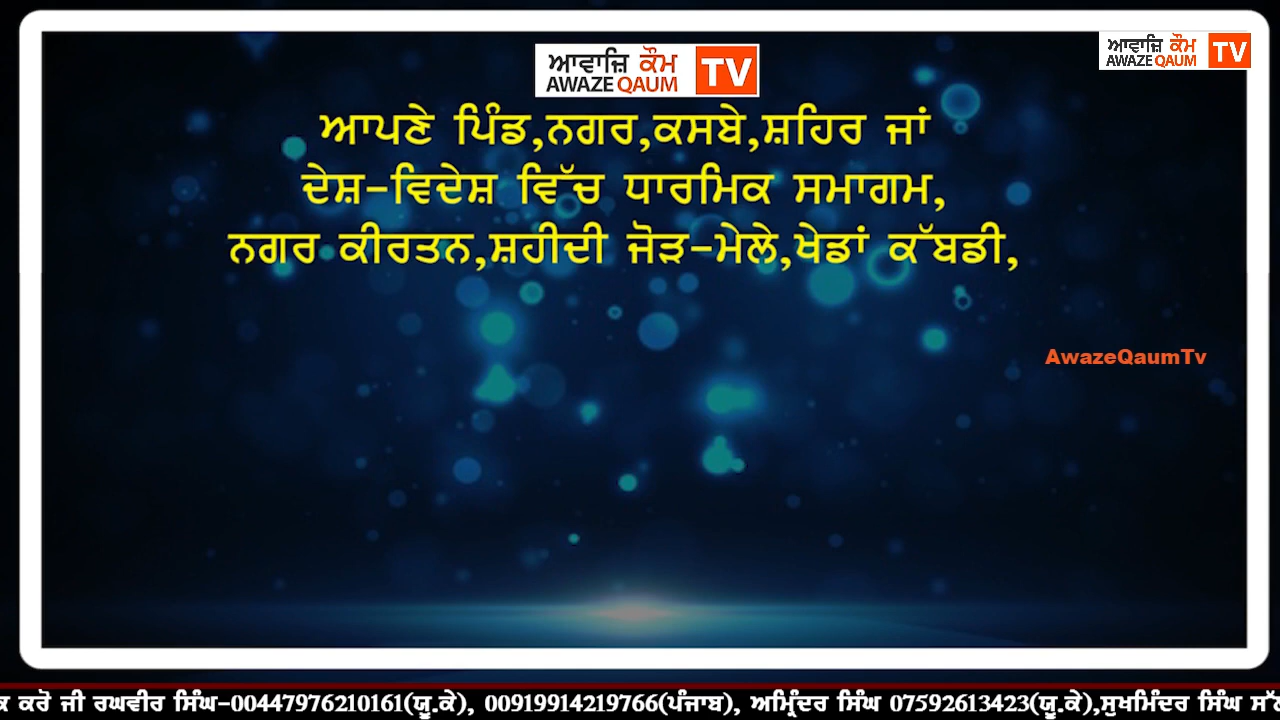 ਆਵਾਜ਼ਿ ਕੌਮ TV
AWAZE QAUM
ਆਵਾਜ਼ਿ ਕੌਮ TV
AWAZE QAUM
ਆਪਣੇ ਪਿੰਡ,ਨਗਰ,ਕਸਬੇ,ਸ਼ਹਿਰ ਜਾਂ
ਦੇਸ਼-ਵਿਦੇਸ਼ ਵਿੱਚ ਧਾਰਮਿਕ ਸਮਾਗਮ,
ਨਗਰ ਕੀਰਤਨ,ਸ਼ਹੀਦੀ ਜੋੜ-ਮੇਲੇ,ਖੇਡਾਂ ਕੱਬਡੀ,
AwazeQaumTv
ਕਰੋ ਜੀ ਰਘਵੀਰ ਸਿੰਘ-00447976210161(ਯੂ.ਕੇ), 00919914219766(ਪੰਜਾਬ), ਅਮ੍ਰਿੰਦਰ ਸਿੰਘ 07592613423(ਯੂ.ਕੇ),ਸੁਖਮਿੰਦਰ ਸਿੰਘ